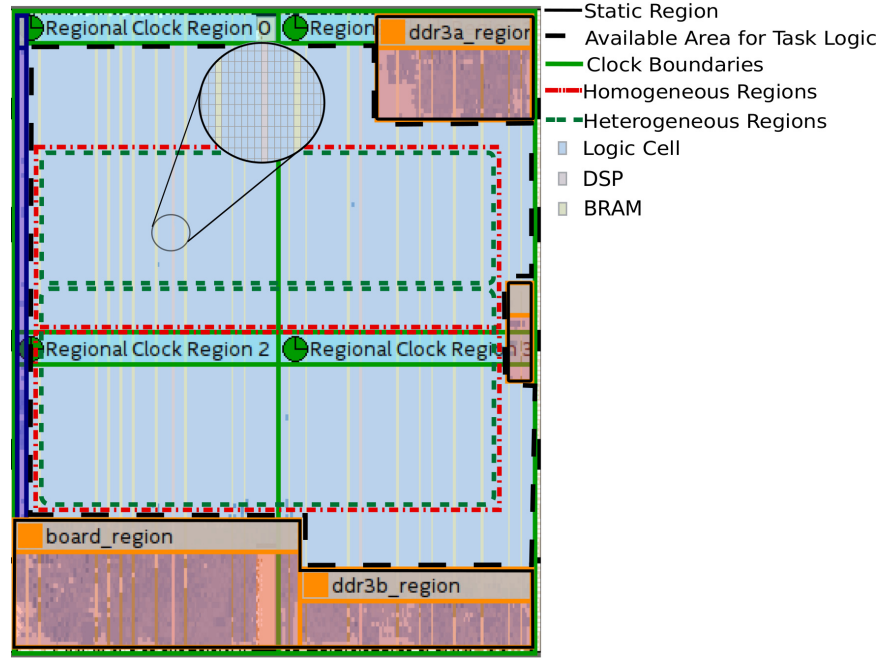 Regional Clock Region 0
Region
ddr3a_region
Regional Clock Region 2
Regional Clock Region 3
board_region
ddr3b_region
Static Region
Available Area for Task Logic
Clock Boundaries
Homogeneous Regions
Heterogeneous Regions
Logic Cell
DSP
BRAM